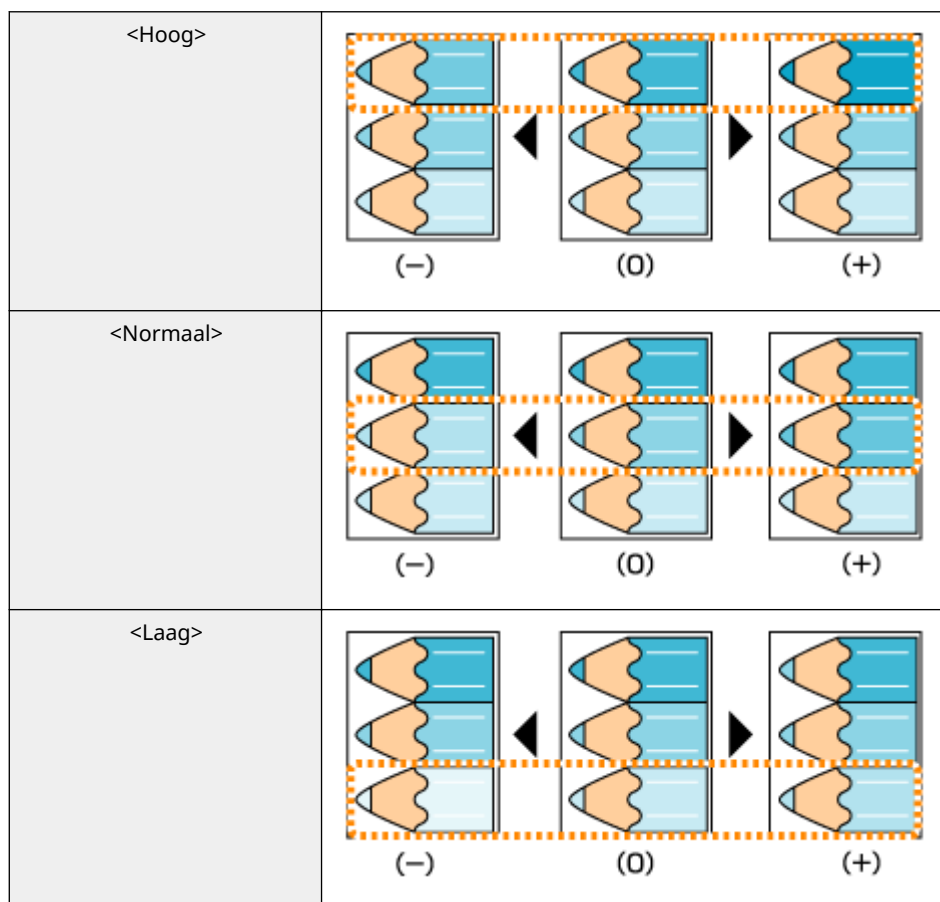 <Hoog>
(−) (0) (+)
<Normaal>
(−) (0) (+)
<Laag>
(−) (0) (+)